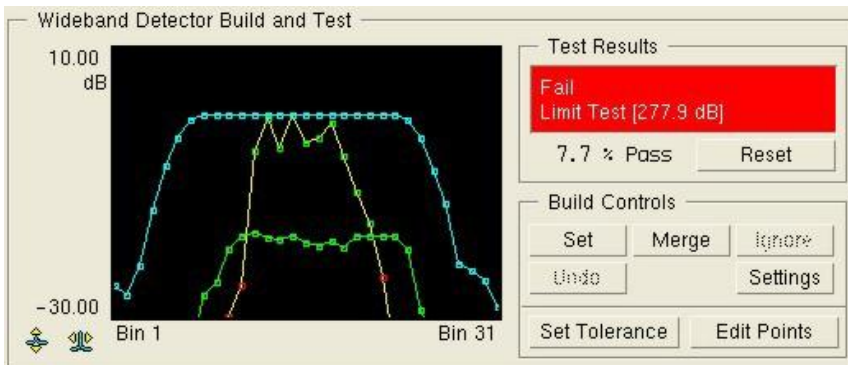 Wideband Detector Build and Test
10.00
dB
-30.00
Bin 1
Bin 31
Test Results
Fail
Limit Test [277.9 dB]
7.7 % Pass
Reset
Build Controls
Set
Merge
Ignore
Undo
Settings
Set Tolerance
Edit Points